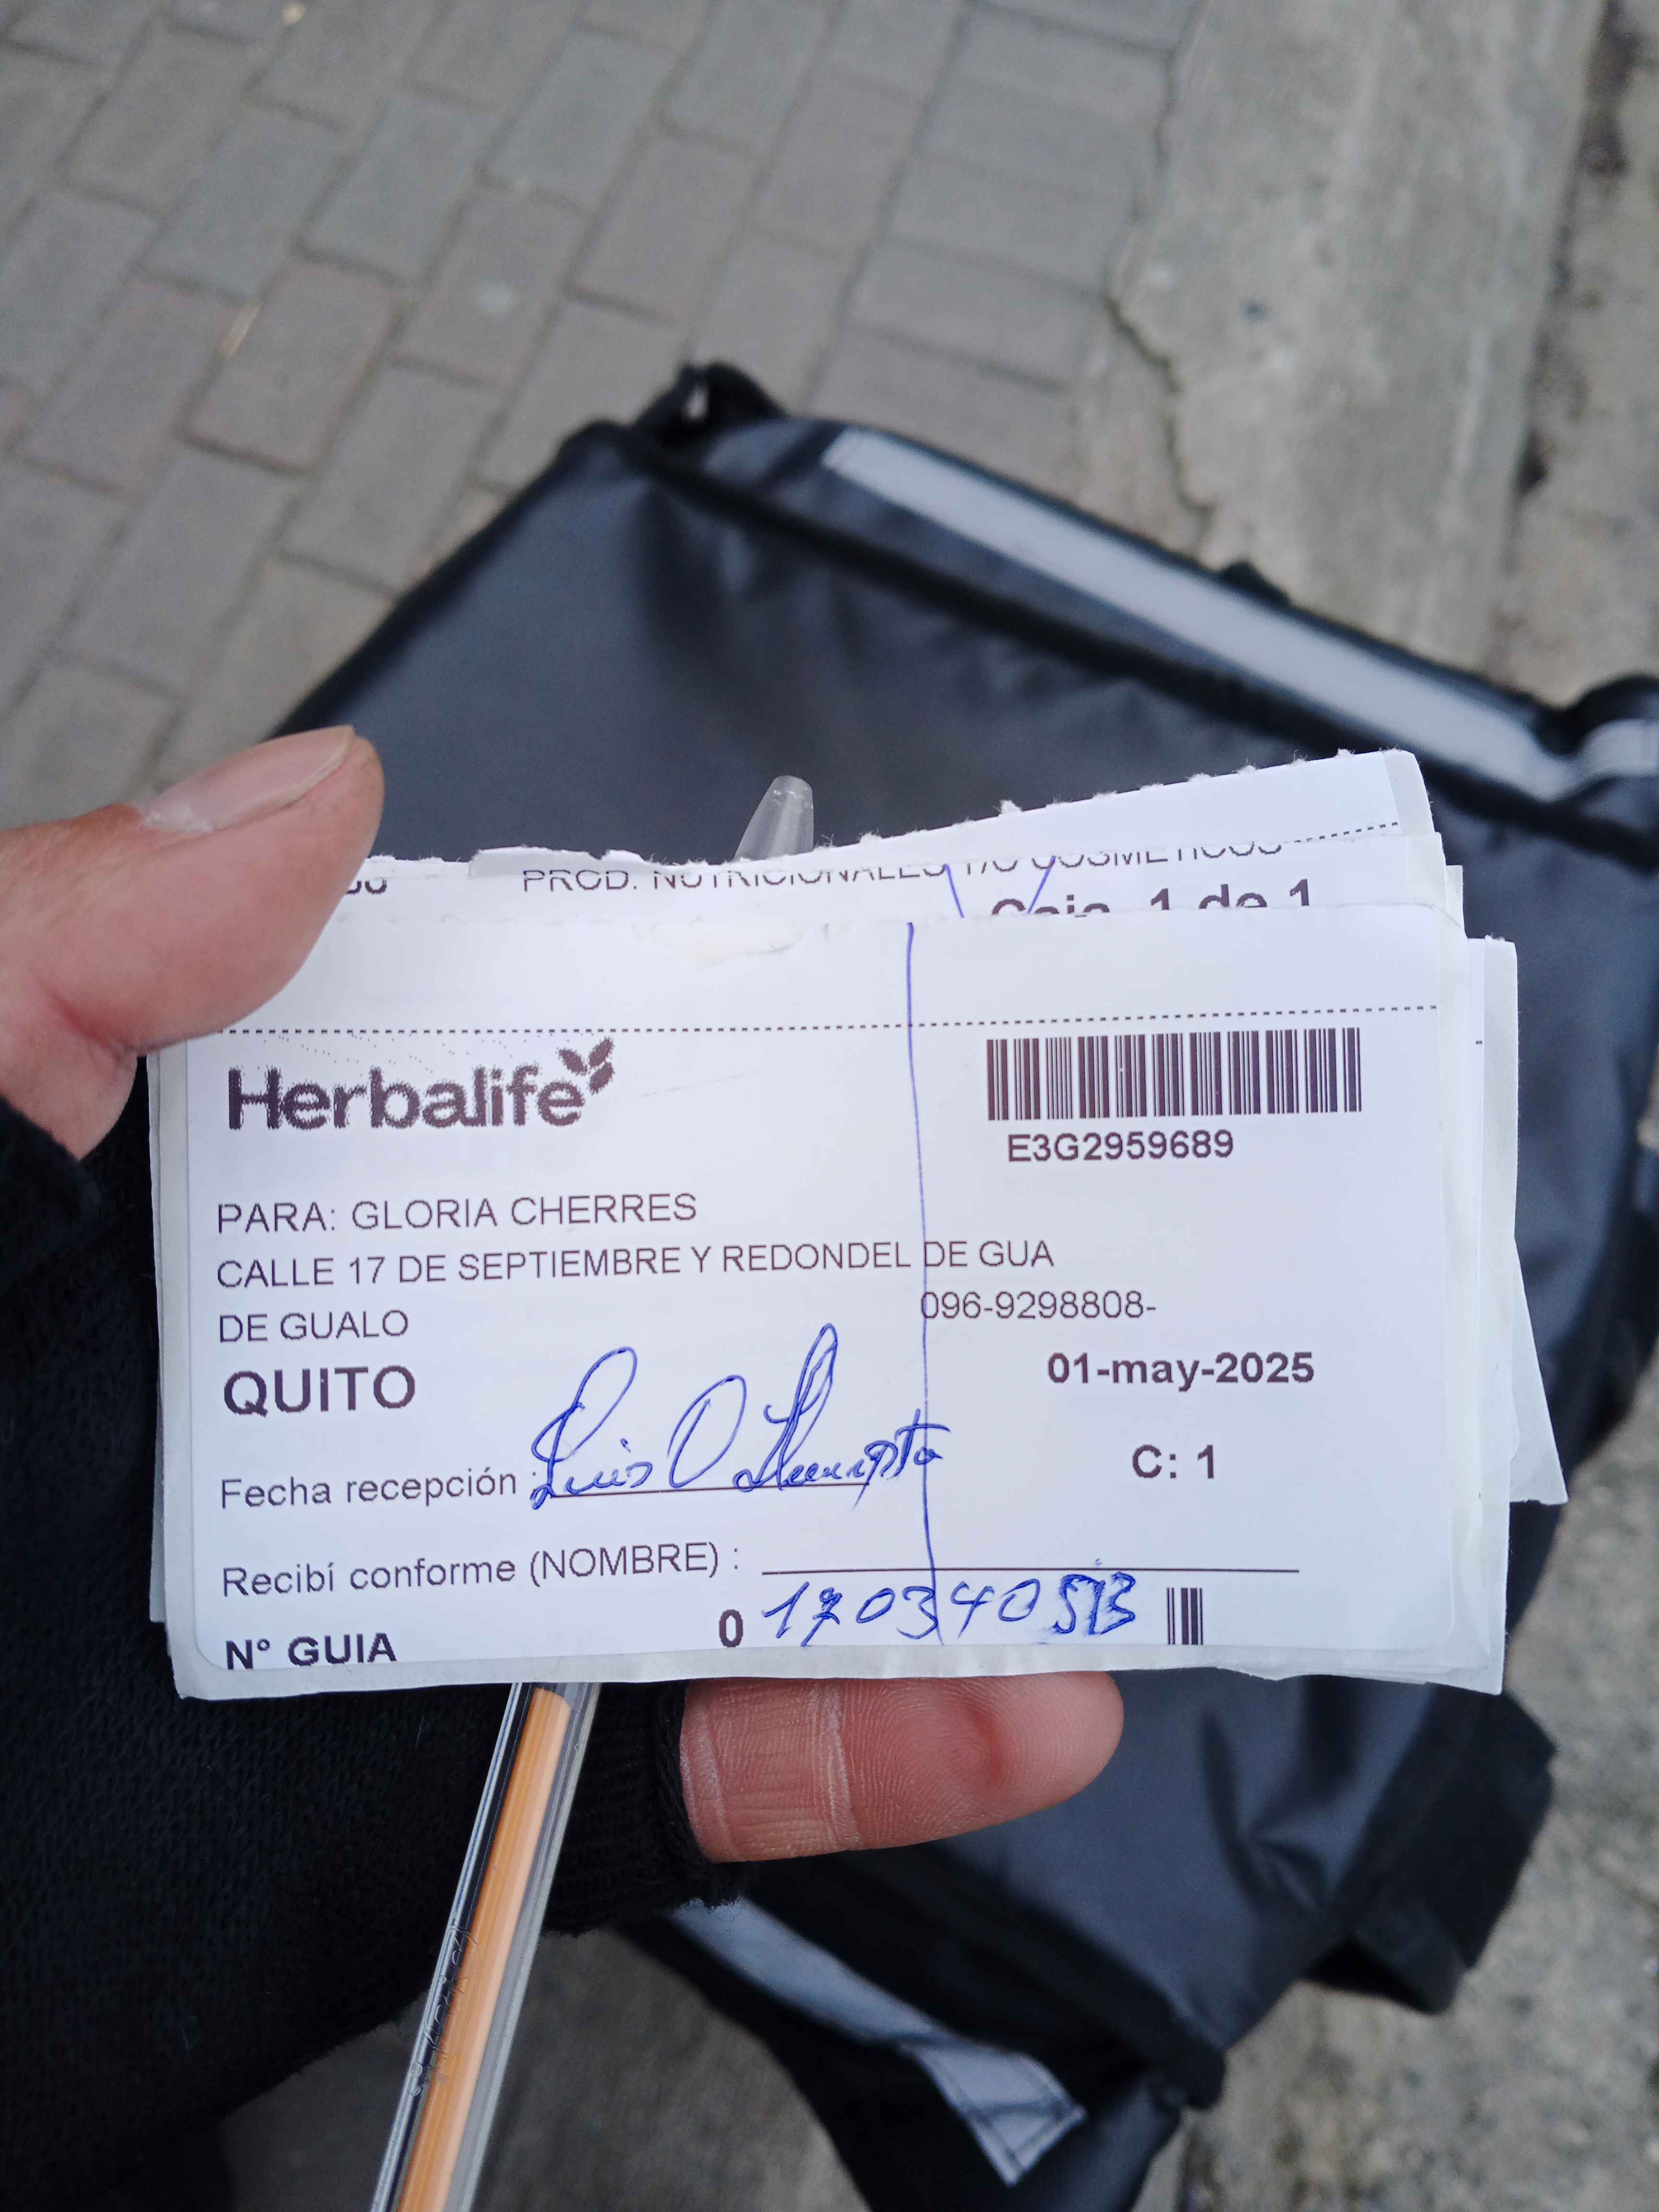 PROD. NUTRICIONALES Y/O COSMETICOS
Caja 1 de 1
Herbalife
E3G2959689
PARA: GLORIA CHERRES
CALLE 17 DE SEPTIEMBRE Y REDONDEL DE GUA
DE GUALO
096-9298808-
QUITO
01-may-2025
Fecha recepción : Luis O
C: 1
Recibí conforme (NOMBRE) :
N° GUIA 0